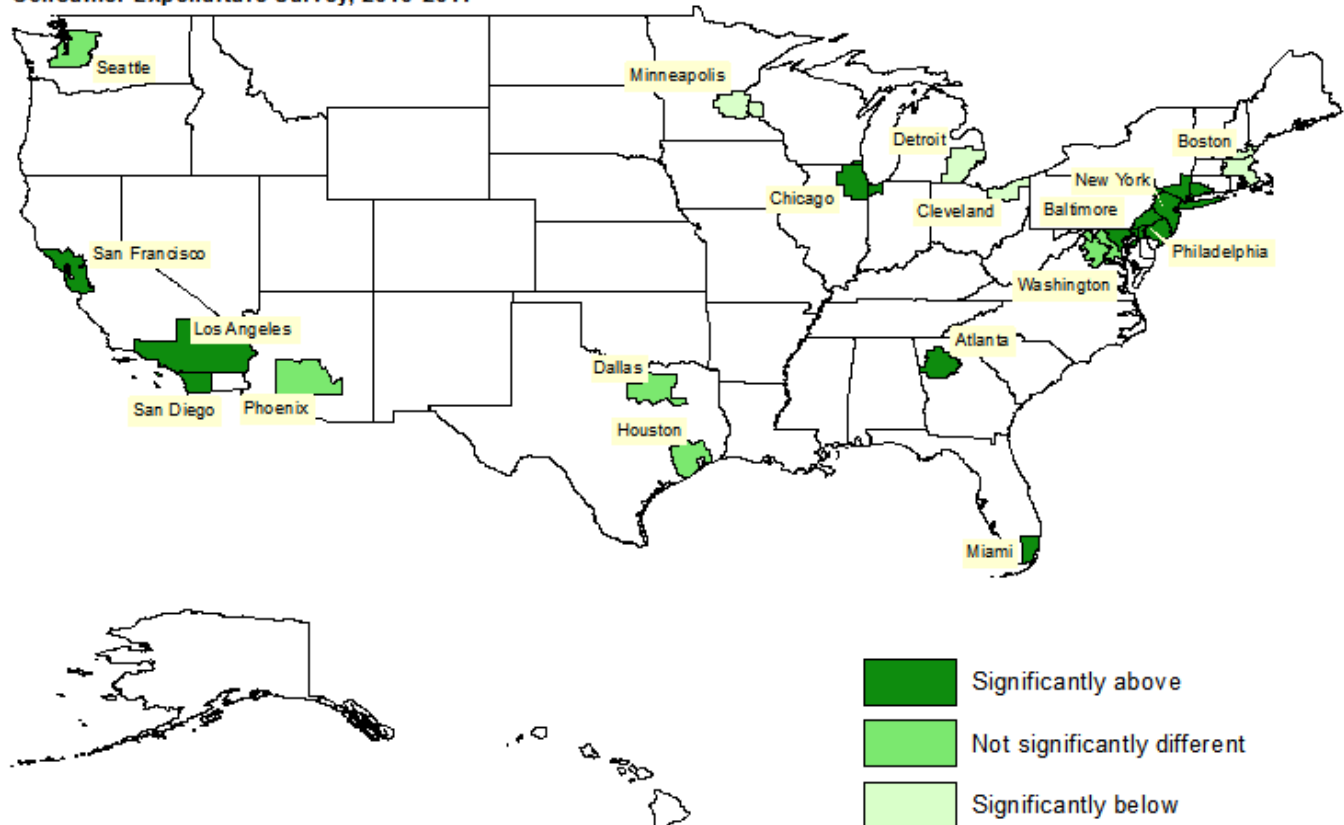 Seattle
Minneapolis
Detroit
Boston
Chicago
New York
Cleveland
Baltimore
San Francisco
Philadelphia
Washington
Los Angeles
Atlanta
Dallas
San Diego
Phoenix
Houston
Miami
Significantly above
Not significantly different
Significantly below